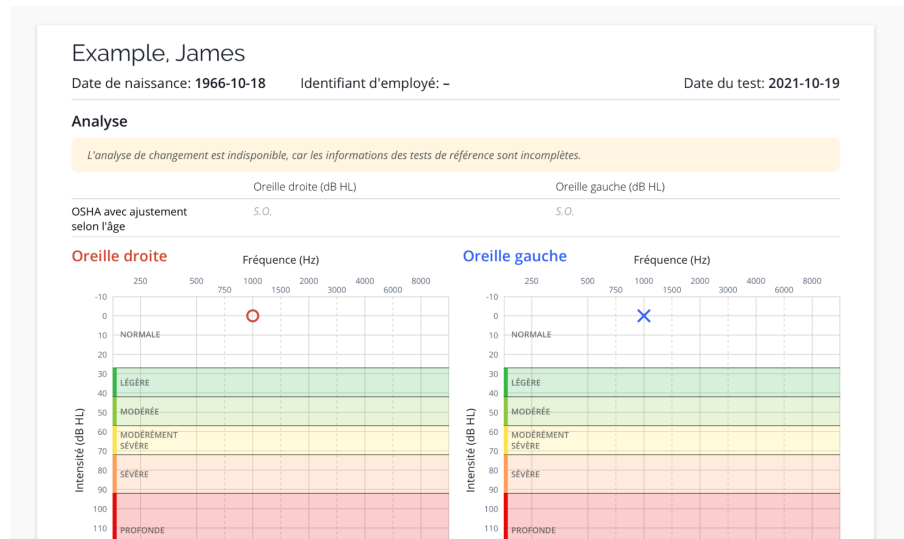 Example, James
Date de naissance: 1966-10-18 Identifiant d'employé: – Date du test: 2021-10-19
Analyse
L'analyse de changement est indisponible, car les informations des tests de référence sont incomplètes.
Oreille droite (dB HL) Oreille gauche (dB HL)
OSHA avec ajustement S.O. S.O.
selon l'âge
Oreille droite
Fréquence (Hz)
250 500 1000 2000 4000 8000
750 1500 3000 6000
-10
0
10 NORMALE
20
30
LÉGÈRE
40
50 MODÉRÉE
60 MODÉRÉMENT
SÉVÈRE
70
80 SÉVÈRE
90
100
110 PROFONDE
Intensité (dB HL)
Oreille gauche
Fréquence (Hz)
250 500 1000 2000 4000 8000
750 1500 3000 6000
-10
0
10 NORMALE
20
30
LÉGÈRE
40
50 MODÉRÉE
60 MODÉRÉMENT
SÉVÈRE
70
80 SÉVÈRE
90
100
110 PROFONDE
Intensité (dB HL)